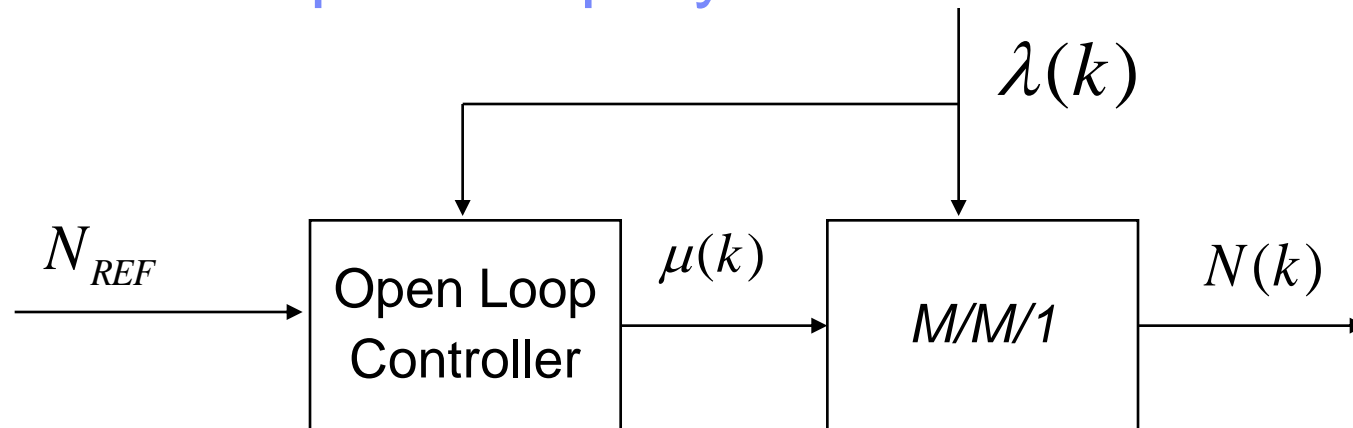 λ(k)
N_REF
Open Loop
Controller
μ(k)
M/M/1
N(k)